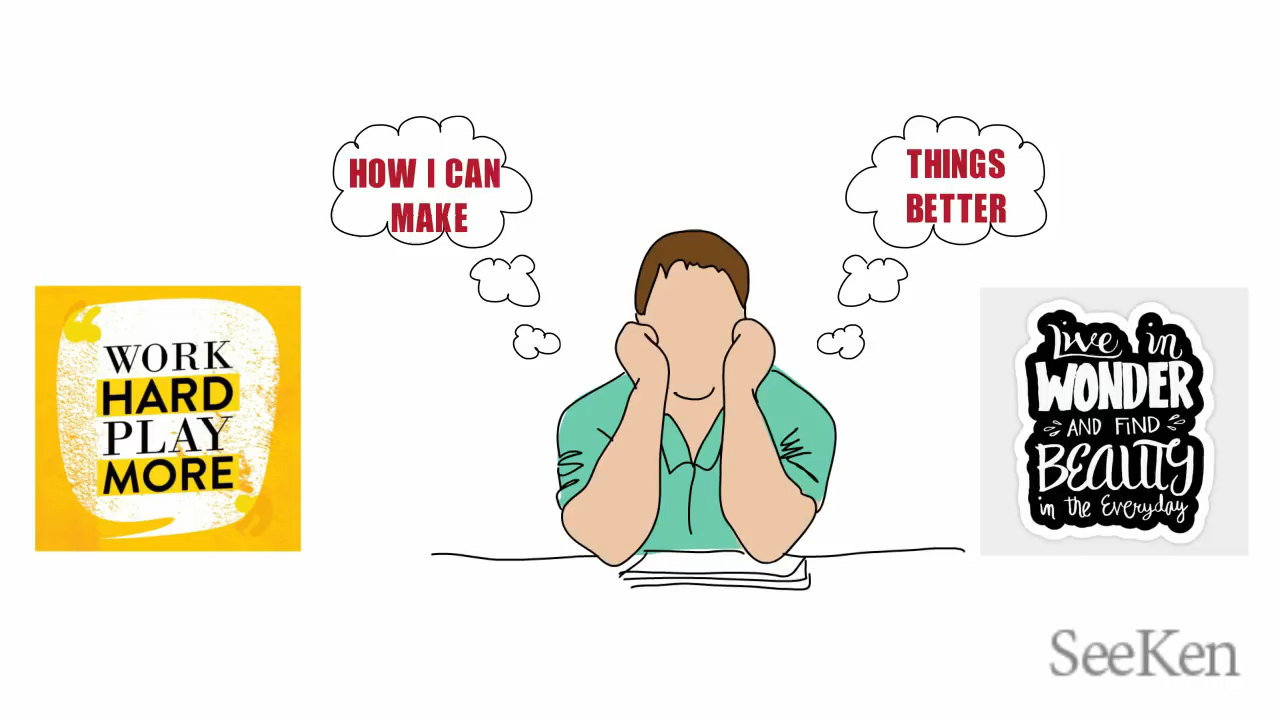 HOW I CAN
MAKE
THINGS
BETTER
WORK
HARD
PLAY
MORE
Live in
WONDER
AND FIND
BEAUTY
in the Everyday
SeeKen